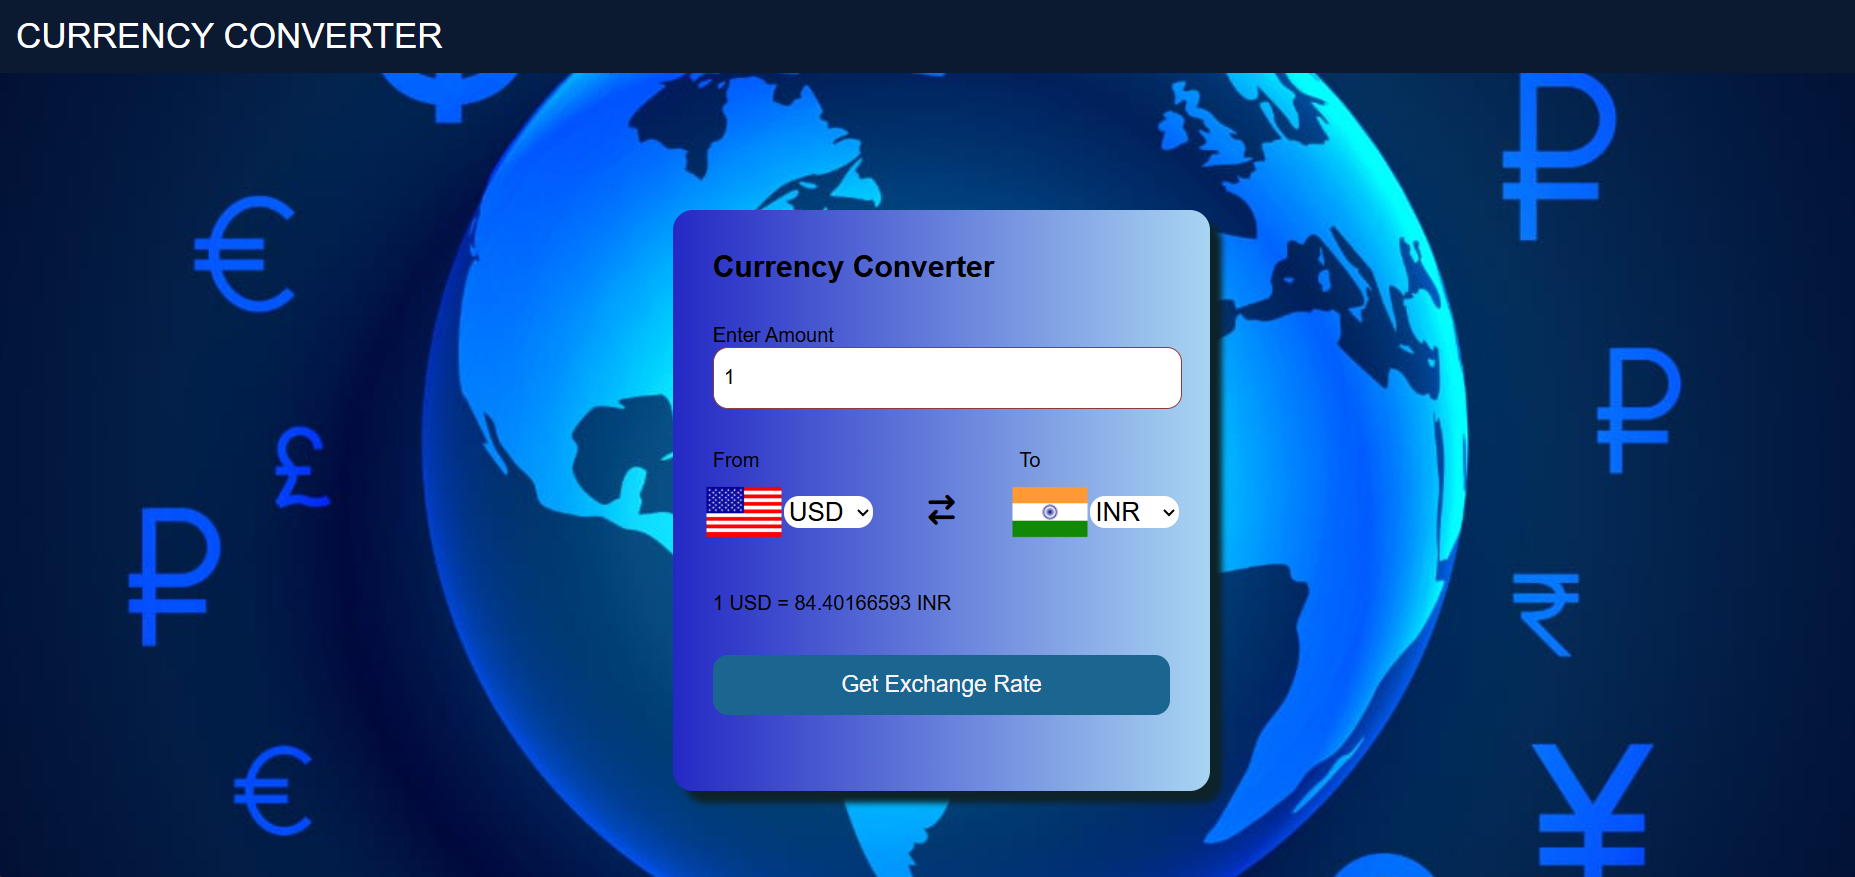 CURRENCY CONVERTER
Currency Converter
Enter Amount
1
From To
USD INR
1 USD = 84.40166593 INR
Get Exchange Rate